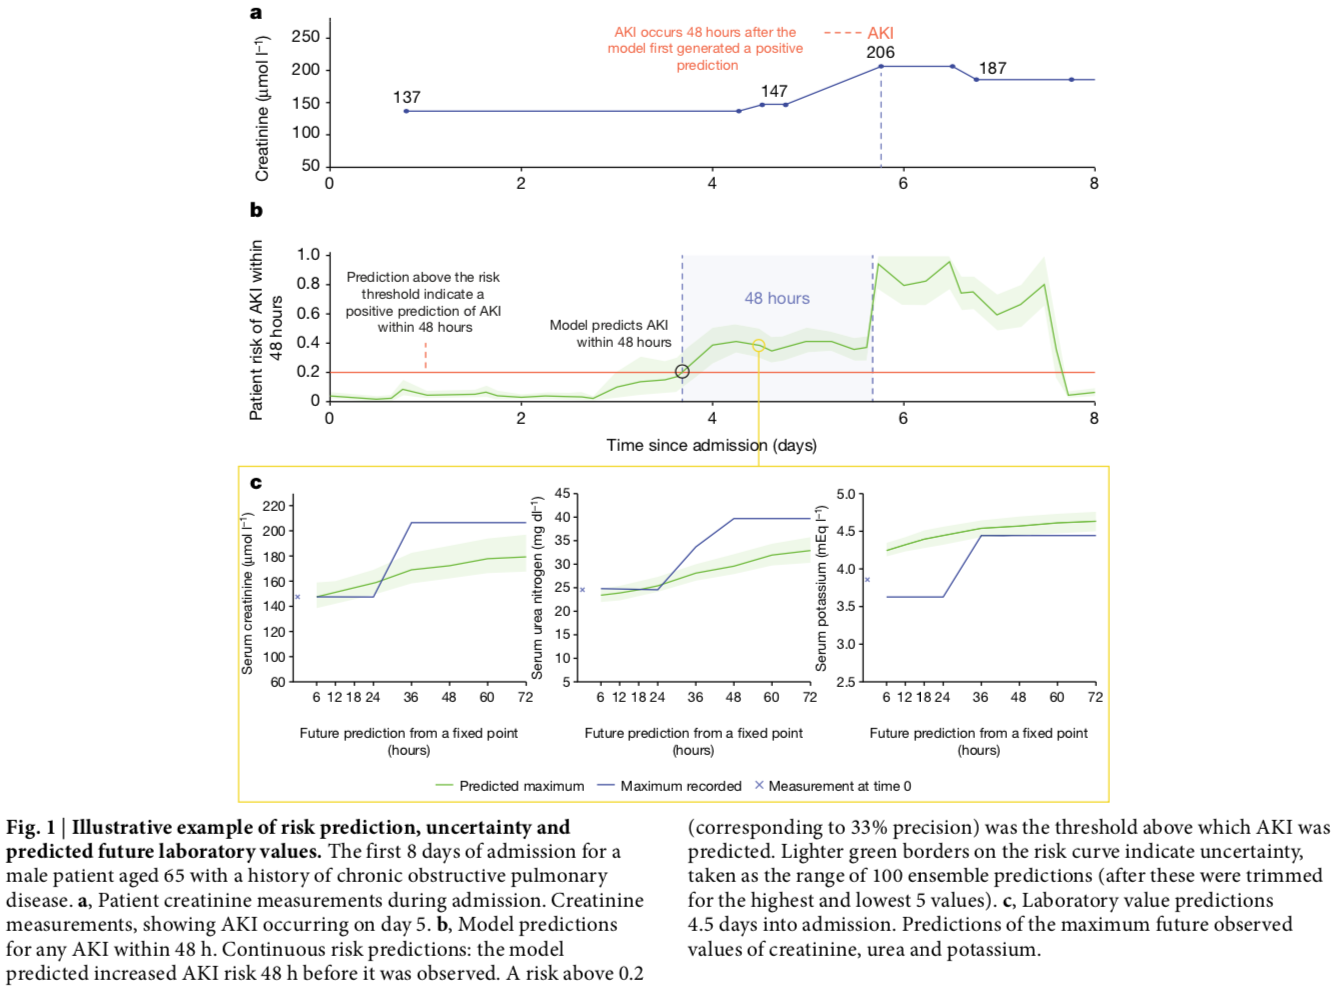 a
AKI occurs 48 hours after the
model first generated a positive
prediction
AKI
206
137
147
187
Creatinine (μmol l⁻¹)
250
200
150
100
50
0
2
4
6
8
b
Patient risk of AKI within
48 hours
1.0
0.8
0.6
0.4
0.2
0
Prediction above the risk
threshold indicate a
positive prediction of AKI
within 48 hours
Model predicts AKI
within 48 hours
48 hours
0
2
4
6
8
Time since admission (days)
c
Serum creatinine (μmol l⁻¹)
220
200
180
160
140
120
100
60
6 12 18 24 36 48 60 72
Future prediction from a fixed point
(hours)
Serum urea nitrogen (mg dl⁻¹)
45
40
35
30
25
20
15
10
5
6 12 18 24 36 48 60 72
Future prediction from a fixed point
(hours)
Serum potassium (mEq l⁻¹)
5.0
4.5
4.0
3.5
3.0
2.5
6 12 18 24 36 48 60 72
Future prediction from a fixed point
(hours)
Predicted maximum
Maximum recorded
× Measurement at time 0
Fig. 1 | Illustrative example of risk prediction, uncertainty and
predicted future laboratory values. The first 8 days of admission for a
male patient aged 65 with a history of chronic obstructive pulmonary
disease. a, Patient creatinine measurements during admission. Creatinine
measurements, showing AKI occurring on day 5. b, Model predictions
for any AKI within 48 h. Continuous risk predictions: the model
predicted increased AKI risk 48 h before it was observed. A risk above 0.2
(corresponding to 33% precision) was the threshold above which AKI was
predicted. Lighter green borders on the risk curve indicate uncertainty,
taken as the range of 100 ensemble predictions (after these were trimmed
for the highest and lowest 5 values). c, Laboratory value predictions
4.5 days into admission. Predictions of the maximum future observed
values of creatinine, urea and potassium.